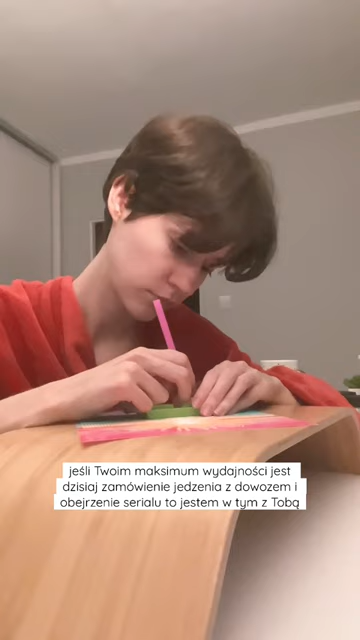 jeśli Twoim maksimum wydajności jest
dzisiaj zamówienie jedzenia z dowozem i
obejrzenie serialu to jestem w tym z Tobą